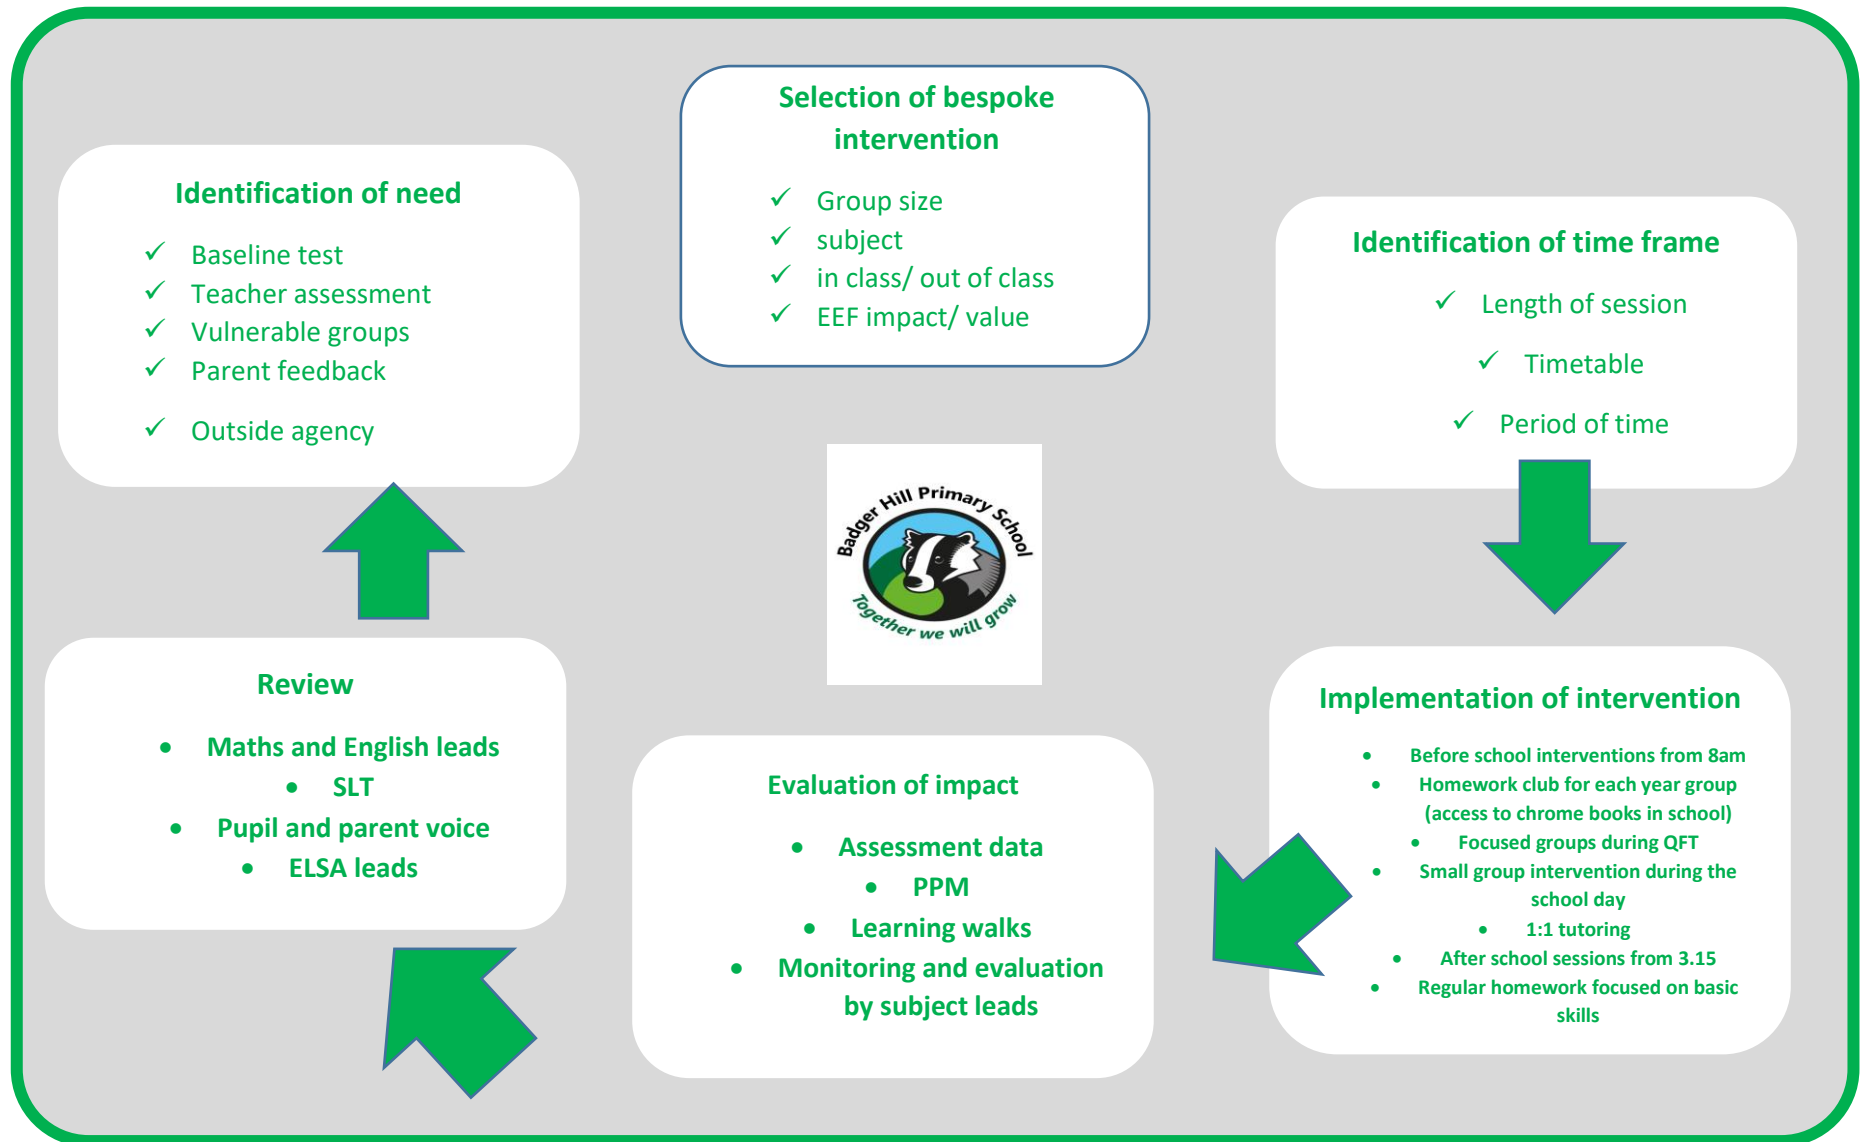 Selection of bespoke
intervention
✓ Group size
✓ subject
✓ in class/ out of class
✓ EEF impact/ value
Identification of need
✓ Baseline test
✓ Teacher assessment
✓ Vulnerable groups
✓ Parent feedback
✓ Outside agency
Identification of time frame
✓ Length of session
✓ Timetable
✓ Period of time
Badger Hill Primary School
Together we will grow
Review
• Maths and English leads
• SLT
• Pupil and parent voice
• ELSA leads
Evaluation of impact
• Assessment data
• PPM
• Learning walks
• Monitoring and evaluation
by subject leads
Implementation of intervention
• Before school interventions from 8am
• Homework club for each year group
(access to chrome books in school)
• Focused groups during QFT
• Small group intervention during the
school day
• 1:1 tutoring
• After school sessions from 3.15
• Regular homework focused on basic
skills